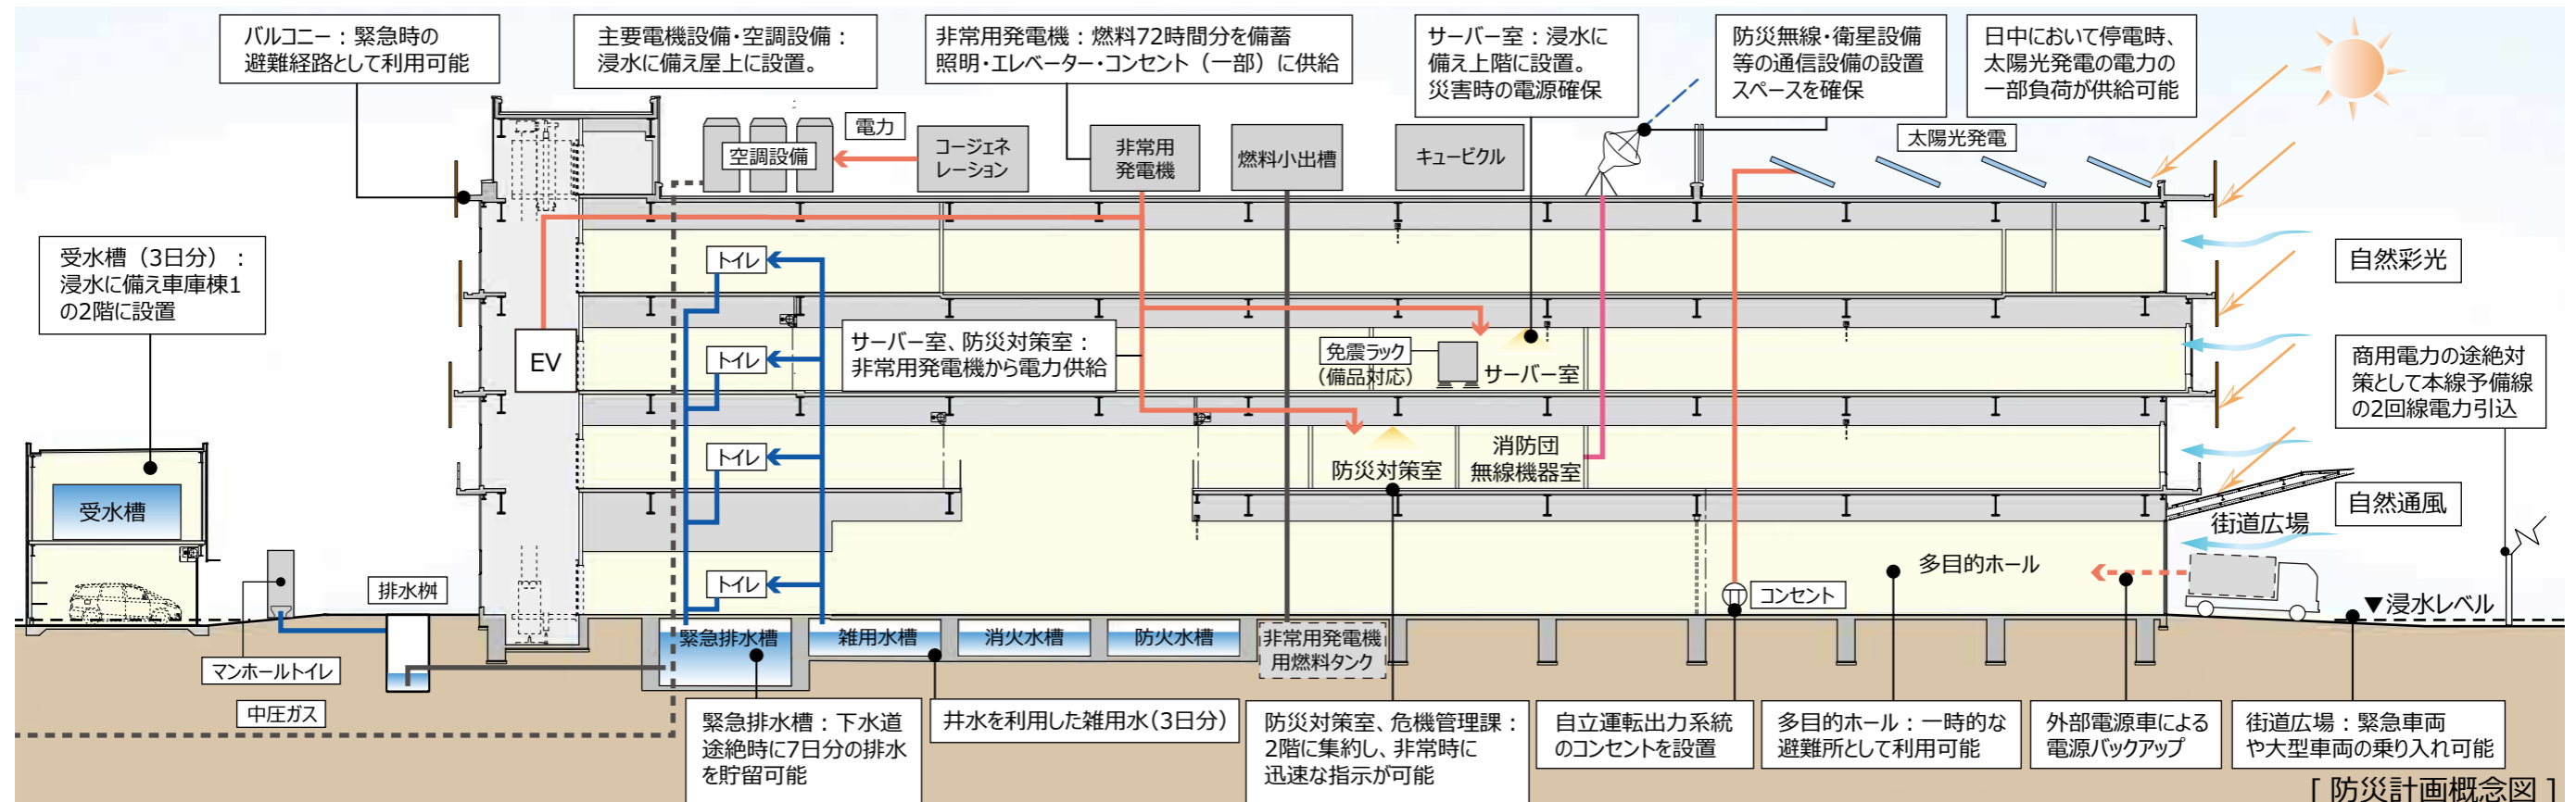 バルコニー：緊急時の
避難経路として利用可能
主要電機設備・空調設備：
浸水に備え屋上に設置。
非常用発電機：燃料72時間分を備蓄
照明・エレベーター・コンセント（一部）に供給
サーバー室：浸水に
備え上階に設置。
災害時の電源確保
防災無線・衛星設備
等の通信設備の設置
スペースを確保
日中において停電時、
太陽光発電の電力の
一部負荷が供給可能
空調設備
電力
コージェネ
レーション
非常用
発電機
燃料小出槽
キュービクル
太陽光発電
受水槽（3日分）：
浸水に備え車庫棟1
の2階に設置
トイレ
自然彩光
EV
トイレ
サーバー室、防災対策室：
非常用発電機から電力供給
免震ラック
（備品対応）
サーバー室
商用電力の途絶対
策として本線予備線
の2回線電力引込
トイレ
防災対策室
消防団
無線機器室
受水槽
自然通風
街道広場
トイレ
多目的ホール
コンセント
▼浸水レベル
排水桝
マンホールトイレ
緊急排水槽
雑用水槽
消火水槽
防火水槽
非常用発電機
用燃料タンク
中圧ガス
緊急排水槽：下水道
途絶時に7日分の排水
を貯留可能
井水を利用した雑用水（3日分）
防災対策室、危機管理課：
2階に集約し、非常時に
迅速な指示が可能
自立運転出力系統
のコンセントを設置
多目的ホール：一時的な
避難所として利用可能
外部電源車による
電源バックアップ
街道広場：緊急車両
や大型車両の乗り入れ可能
［ 防災計画概念図 ］